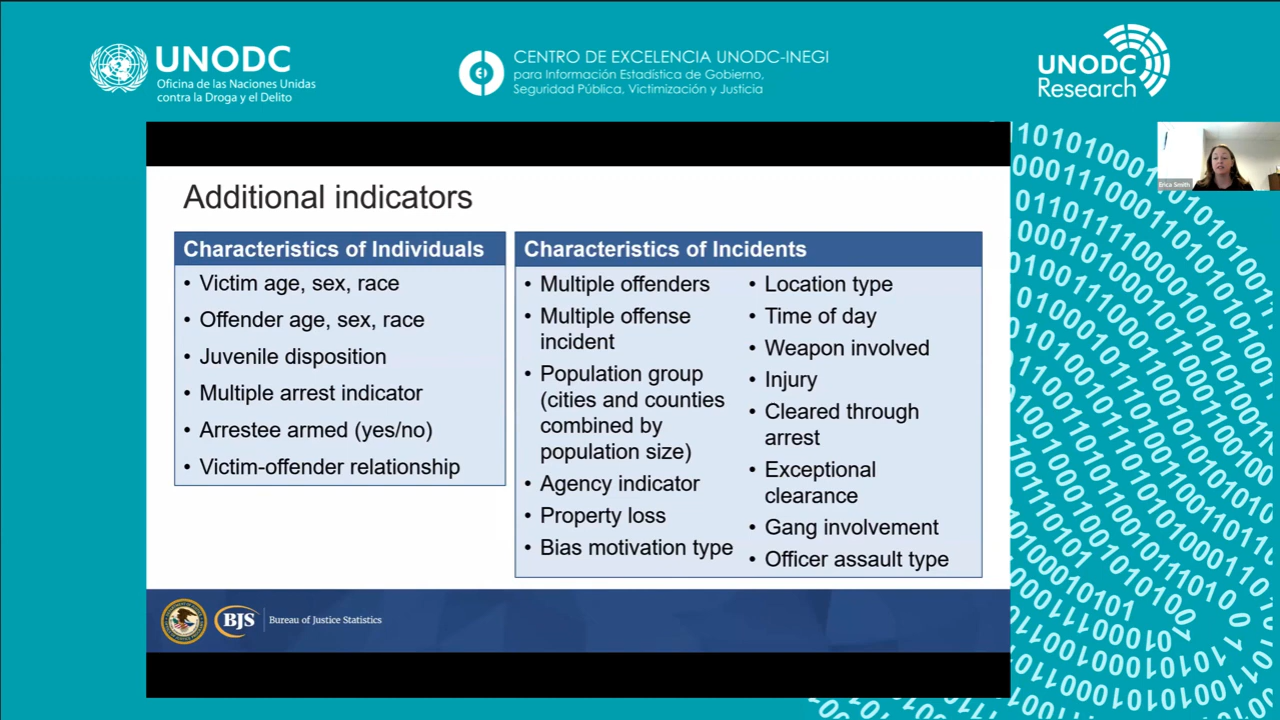 UNODC
Oficina de las Naciones Unidas
contra la Droga y el Delito
CENTRO DE EXCELENCIA UNODC-INEGI
para Información Estadística de Gobierno,
Seguridad Pública, Victimización y Justicia
UNODC
Research
Erica Smith
Additional indicators
Characteristics of Individuals
• Victim age, sex, race
• Offender age, sex, race
• Juvenile disposition
• Multiple arrest indicator
• Arrestee armed (yes/no)
• Victim-offender relationship
Characteristics of Incidents
• Multiple offenders
• Multiple offense
incident
• Population group
(cities and counties
combined by
population size)
• Agency indicator
• Property loss
• Bias motivation type
• Location type
• Time of day
• Weapon involved
• Injury
• Cleared through
arrest
• Exceptional
clearance
• Gang involvement
• Officer assault type
BJS
Bureau of Justice Statistics